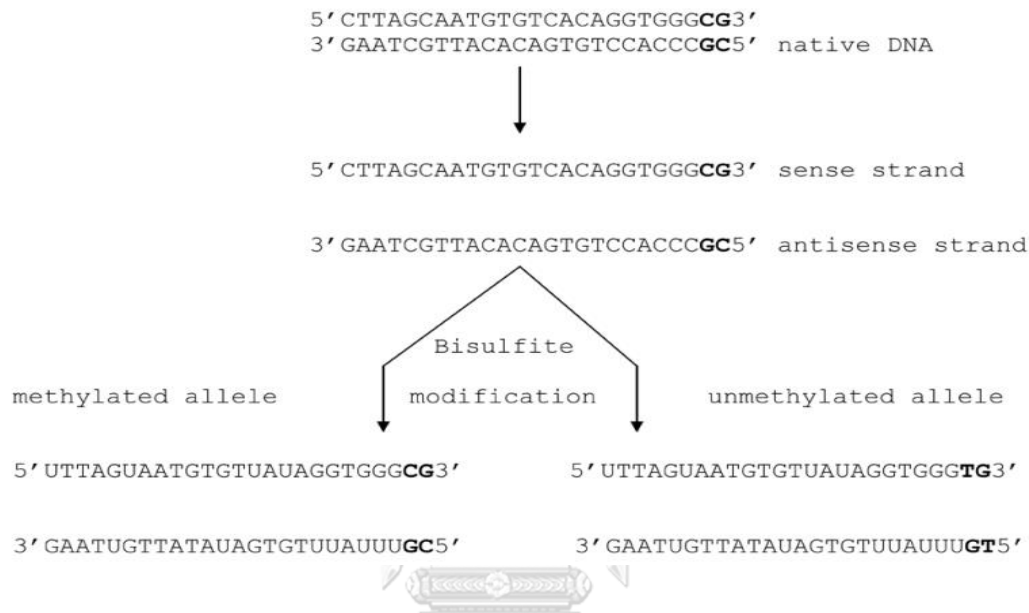 5'CTTAGCAATGTGTCACAGGTGGGCG3'
3'GAATCGTTACACAGTGTCCACCCGC5' native DNA
5'CTTAGCAATGTGTCACAGGTGGGCG3' sense strand
3'GAATCGTTACACAGTGTCCACCCGC5' antisense strand
Bisulfite
methylated allele modification unmethylated allele
5'UTTAGUAATGTGTUAUAGGTGGGCG3' 5'UTTAGUAATGTGTUAUAGGTGGGTG3'
3'GAATUGTTATAUAGTGTUUAUUUGC5' 3'GAATUGTTATAUAGTGTUUAUUUGT5'